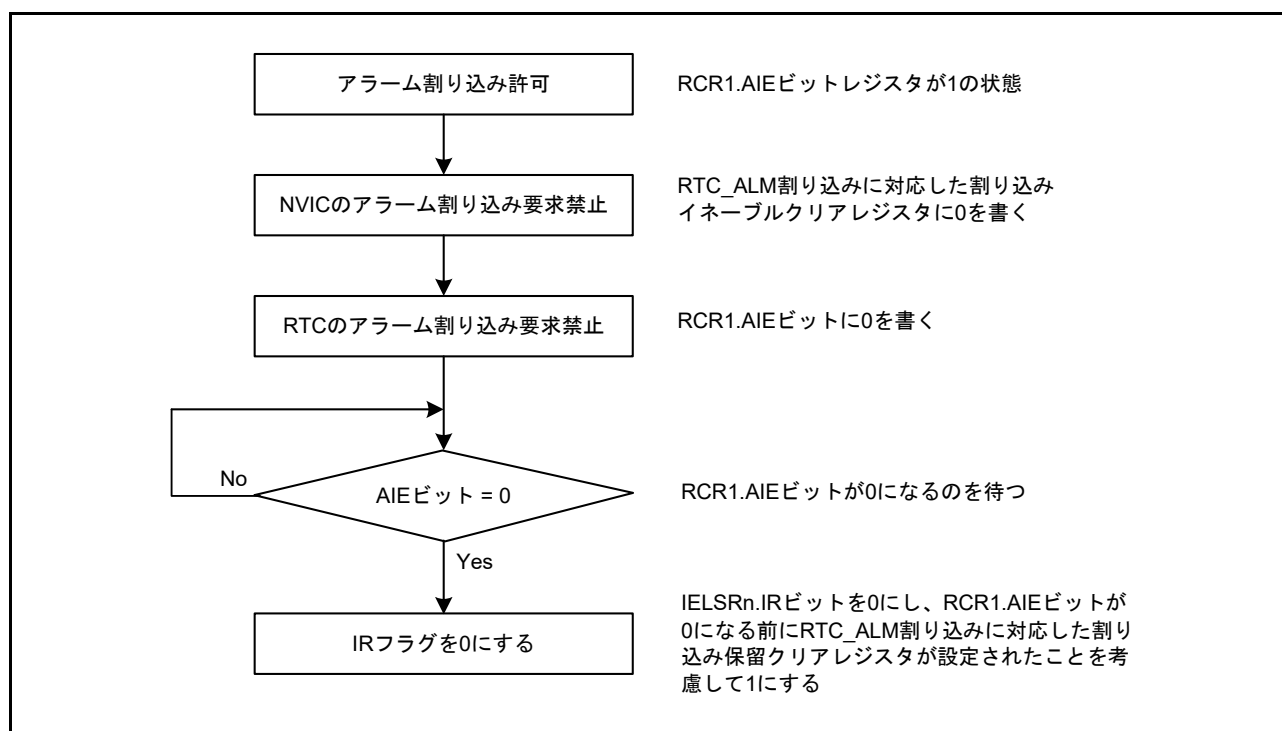 アラーム割り込み許可
RCR1.AIEビットレジスタが1の状態
NVICのアラーム割り込み要求禁止
RTC_ALM割り込みに対応した割り込み
イネーブルクリアレジスタに0を書く
RTCのアラーム割り込み要求禁止
RCR1.AIEビットに0を書く
No
AIEビット = 0
RCR1.AIEビットが0になるのを待つ
Yes
IRフラグを0にする
IELSRn.IRビットを0にし、RCR1.AIEビットが
0になる前にRTC_ALM割り込みに対応した割り
込み保留クリアレジスタが設定されたことを考
慮して1にする